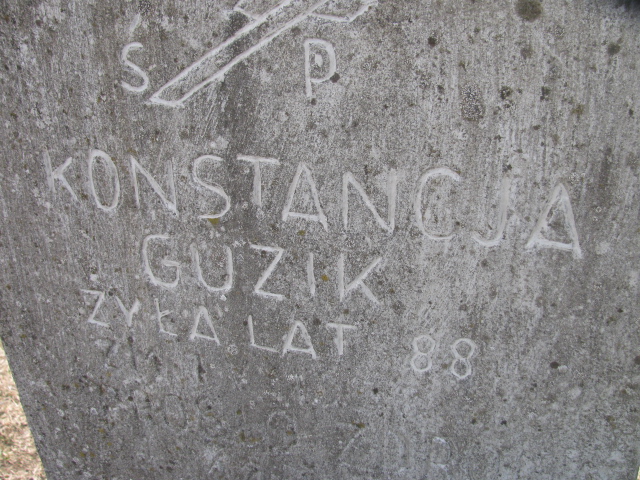 Ś P
KONSTANCJA
GUZIK
ŻYŁA LAT 88